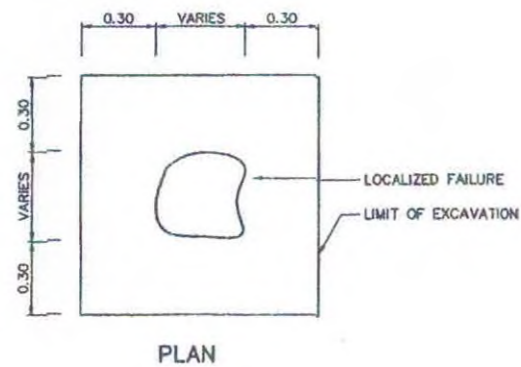 0.30 VARIES 0.30
0.30
VARIES
0.30
LOCALIZED FAILURE
LIMIT OF EXCAVATION
PLAN